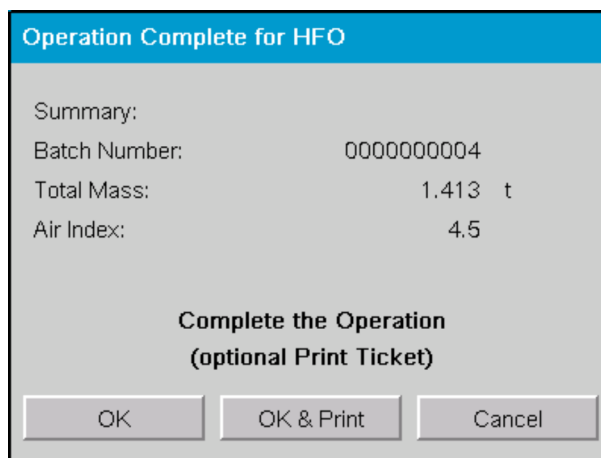 Operation Complete for HFO
Summary:
Batch Number: 0000000004
Total Mass: 1.413 t
Air Index: 4.5
Complete the Operation
(optional Print Ticket)
OK OK & Print Cancel